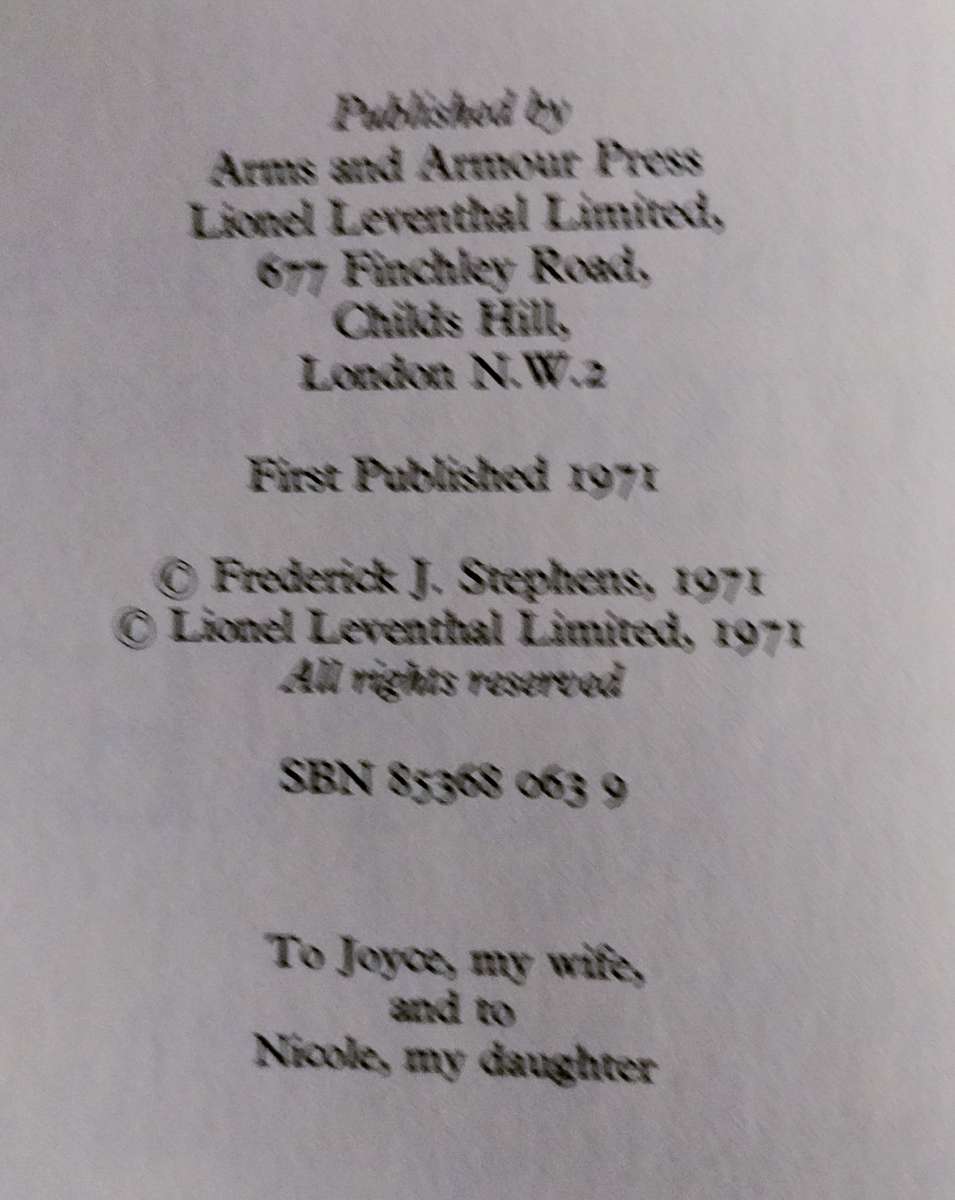 Published by
Arms and Armour Press
Lionel Leventhal Limited,
677 Finchley Road,
Childs Hill,
London N.W.2
First Published 1971
© Frederick J. Stephens, 1971
© Lionel Leventhal Limited, 1971
All rights reserved
SBN 85368 063 9
To Joyce, my wife,
and to
Nicole, my daughter